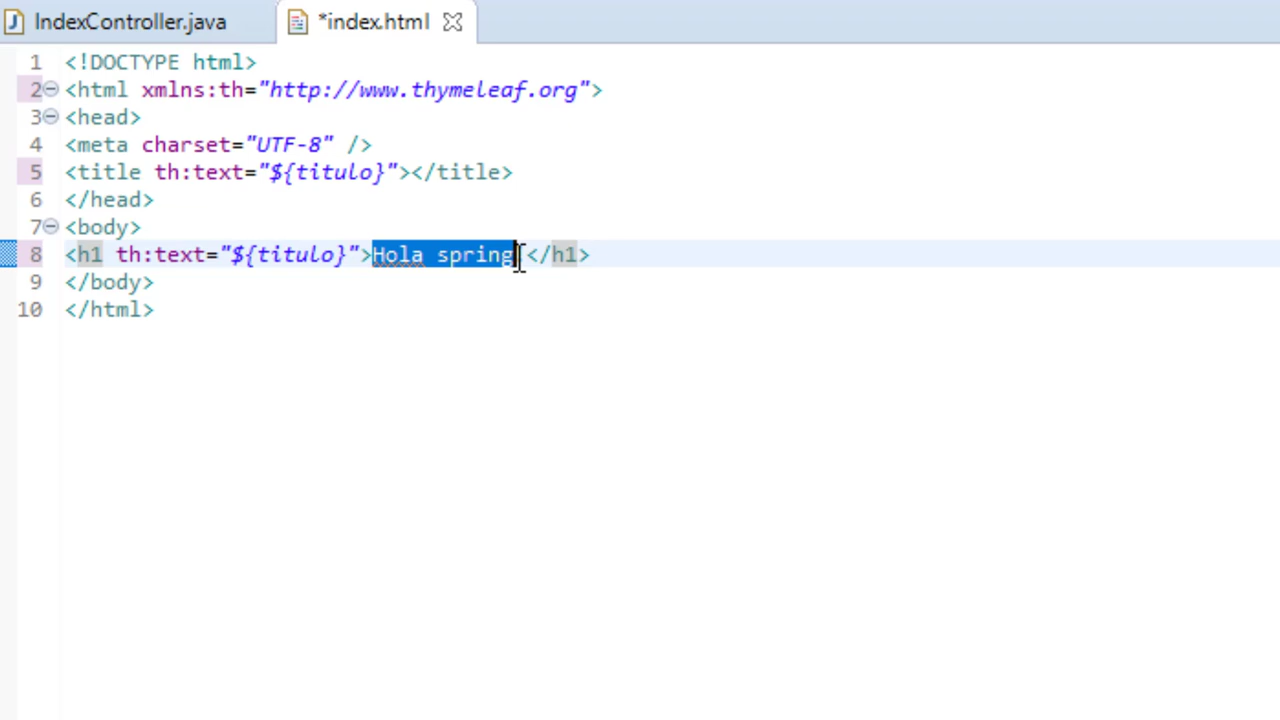 IndexController.java
*index.html
1 <!DOCTYPE html>
2 <html xmlns:th="http://www.thymeleaf.org">
3 <head>
4 <meta charset="UTF-8" />
5 <title th:text="${titulo}"></title>
6 </head>
7 <body>
8 <h1 th:text="${titulo}">Hola spring </h1>
9 </body>
10 </html>